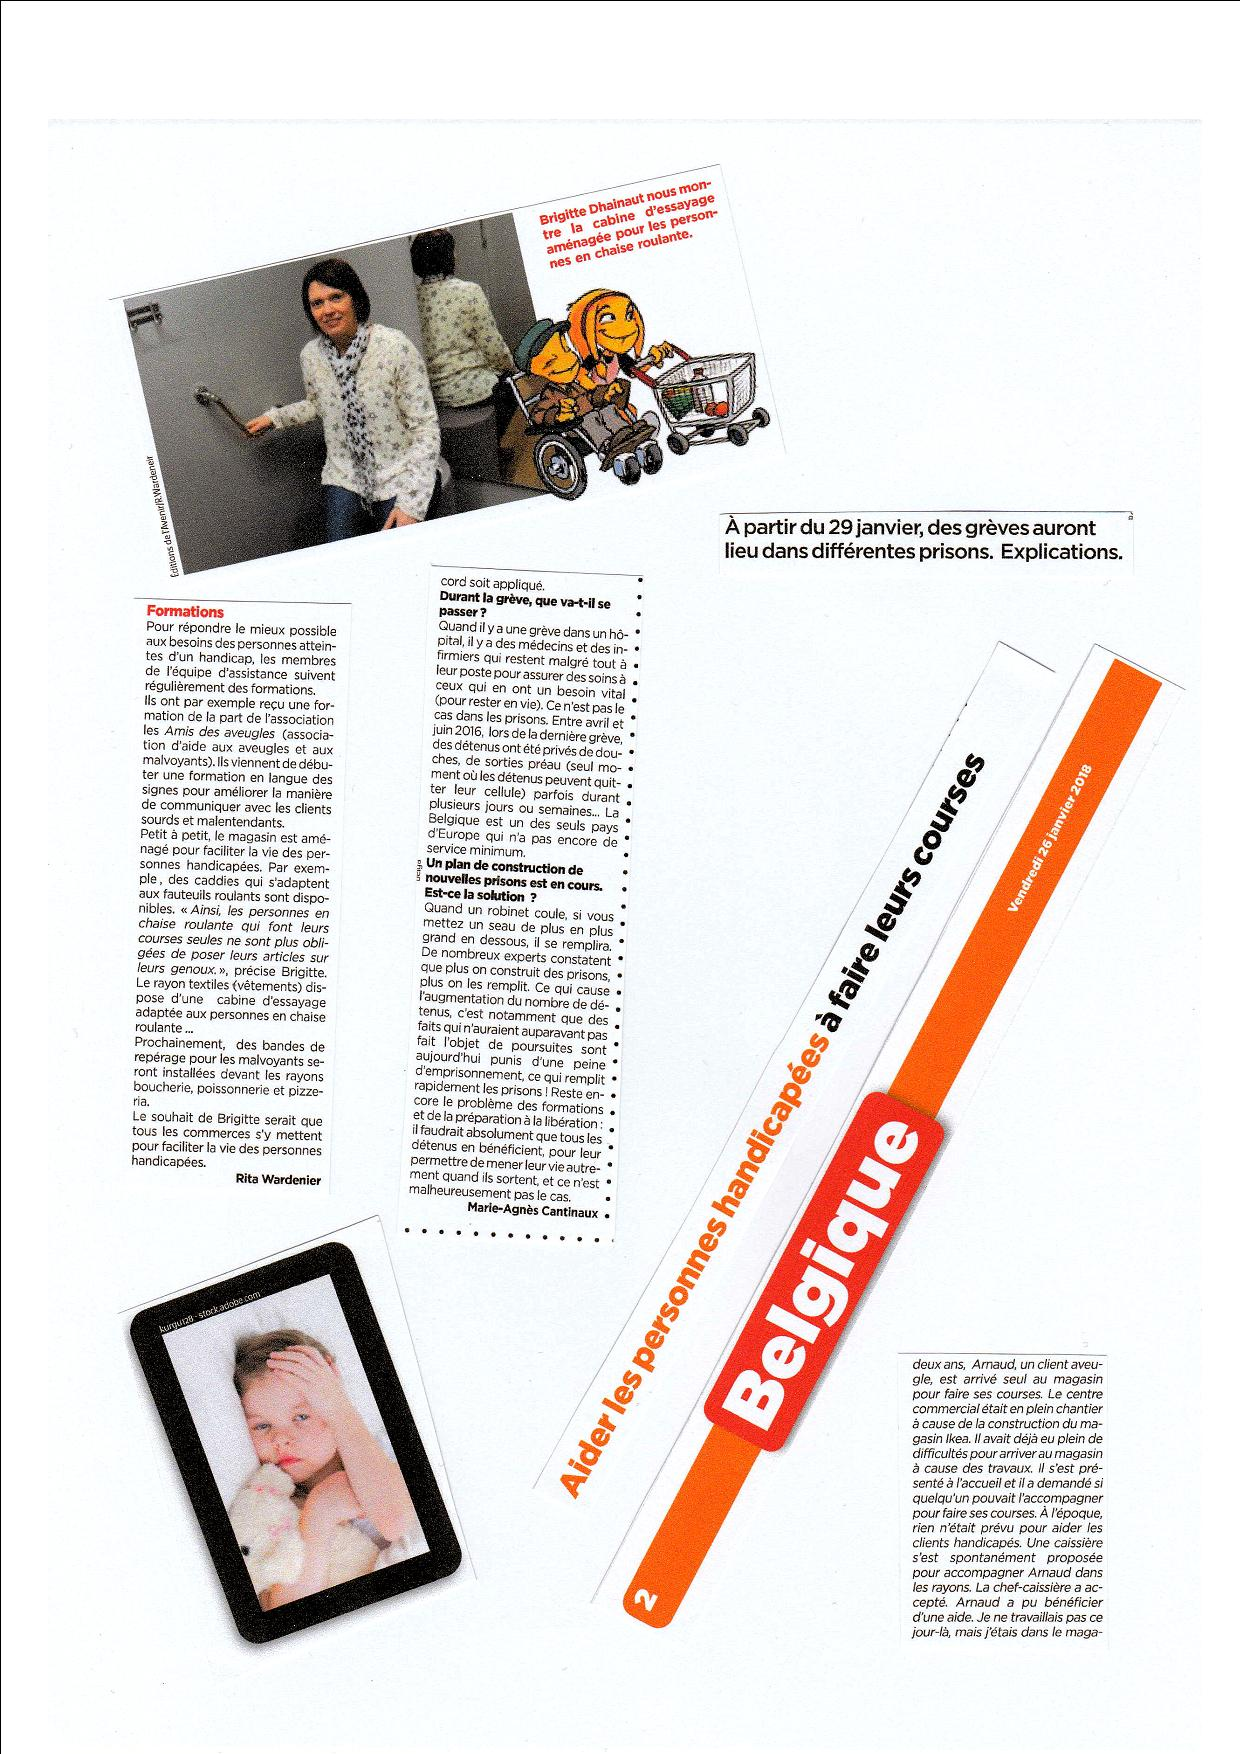 Brigitte Dhainaut nous mon-
tre la cabine d'essayage
aménagée pour les person-
nes en chaise roulante.
Éditions de l'Avenir/R.Wardenier
À partir du 29 janvier, des grèves auront
lieu dans différentes prisons. Explications.
Formations
Pour répondre le mieux possible
aux besoins des personnes attein-
tes d'un handicap, les membres
de l'équipe d'assistance suivent
régulièrement des formations.
Ils ont par exemple reçu une for-
mation de la part de l'association
les Amis des aveugles (associa-
tion d'aide aux aveugles et aux
malvoyants). Ils viennent de débu-
ter une formation en langue des
signes pour améliorer la manière
de communiquer avec les clients
sourds et malentendants.
Petit à petit, le magasin est amé-
nagé pour faciliter la vie des per-
sonnes handicapées. Par exem-
ple, des caddies qui s'adaptent
aux fauteuils roulants sont dispo-
nibles. « Ainsi, les personnes en
chaise roulante qui font leurs
courses seules ne sont plus obli-
gées de poser leurs articles sur
leurs genoux. », précise Brigitte.
Le rayon textiles (vêtements) dis-
pose d'une cabine d'essayage
adaptée aux personnes en chaise
roulante ...
Prochainement, des bandes de
repérage pour les malvoyants se-
ront installées devant les rayons
boucherie, poissonnerie et pizze-
ria.
Le souhait de Brigitte serait que
tous les commerces s'y mettent
pour faciliter la vie des personnes
handicapées.
Rita Wardenier
cord soit appliqué.
Durant la grève, que va-t-il se
passer ?
Quand il y a une grève dans un hô-
pital, il y a des médecins et des in-
firmiers qui restent malgré tout à
leur poste pour assurer des soins à
ceux qui en ont un besoin vital
(pour rester en vie). Ce n'est pas le
cas dans les prisons. Entre avril et
juin 2016, lors de la dernière grève,
des détenus ont été privés de dou-
ches, de sorties préau (seul mo-
ment où les détenus peuvent quit-
ter leur cellule) parfois durant
plusieurs jours ou semaines... La
Belgique est un des seuls pays
d'Europe qui n'a pas encore de
service minimum.
Un plan de construction de
nouvelles prisons est en cours.
Est-ce la solution ?
Quand un robinet coule, si vous
mettez un seau de plus en plus
grand en dessous, il se remplira.
De nombreux experts constatent
que plus on construit des prisons,
plus on les remplit. Ce qui cause
l'augmentation du nombre de dé-
tenus, c'est notamment que des
faits qui n'auraient auparavant pas
fait l'objet de poursuites sont
aujourd'hui punis d'une peine
d'emprisonnement, ce qui remplit
rapidement les prisons ! Reste en-
core le problème des formations
et de la préparation à la libération :
il faudrait absolument que tous les
détenus en bénéficient, pour leur
permettre de mener leur vie autre-
ment quand ils sortent, et ce n'est
malheureusement pas le cas.
Marie-Agnès Cantinaux
Aider les personnes handicapées à faire leurs courses
2
Belgique
Vendredi 26 janvier 2018
kurgu128 - stock.adobe.com
deux ans, Arnaud, un client aveu-
gle, est arrivé seul au magasin
pour faire ses courses. Le centre
commercial était en plein chantier
à cause de la construction du ma-
gasin Ikea. Il avait déjà eu plein de
difficultés pour arriver au magasin
à cause des travaux. Il s'est pré-
senté à l'accueil et il a demandé si
quelqu'un pouvait l'accompagner
pour faire ses courses. À l'époque,
rien n'était prévu pour aider les
clients handicapés. Une caissière
s'est spontanément proposée
pour accompagner Arnaud dans
les rayons. La chef-caissière a ac-
cepté. Arnaud a pu bénéficier
d'une aide. Je ne travaillais pas ce
jour-là, mais j'étais dans le maga-